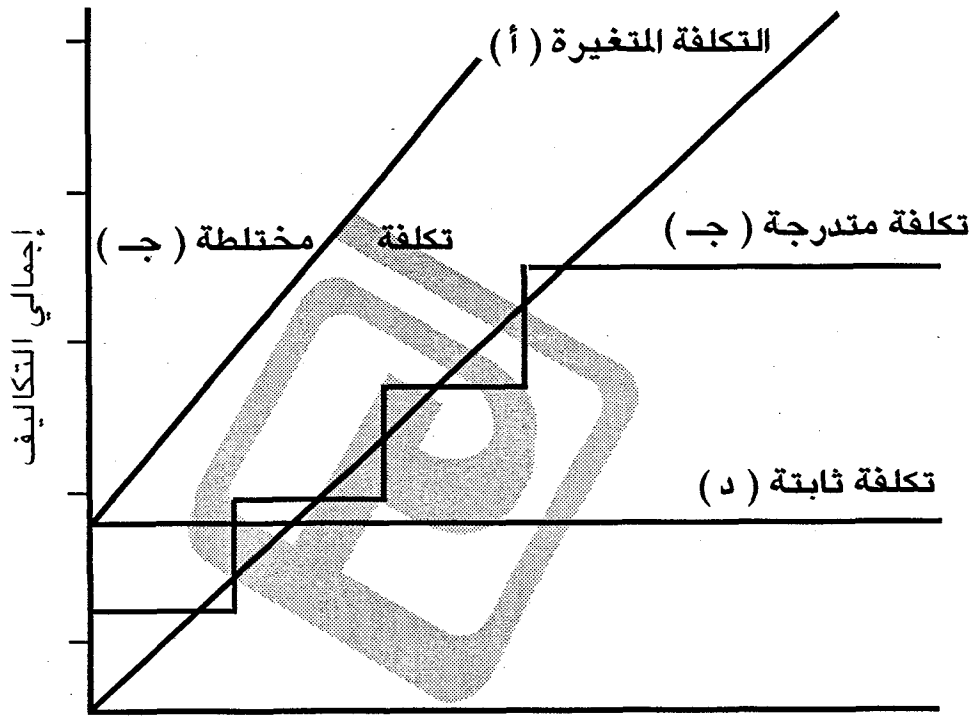 التكلفة المتغيرة ( أ )
تكلفة مختلطة ( جـ )
تكلفة متدرجة ( جـ )
تكلفة ثابتة ( د )
إجمالي التكاليف